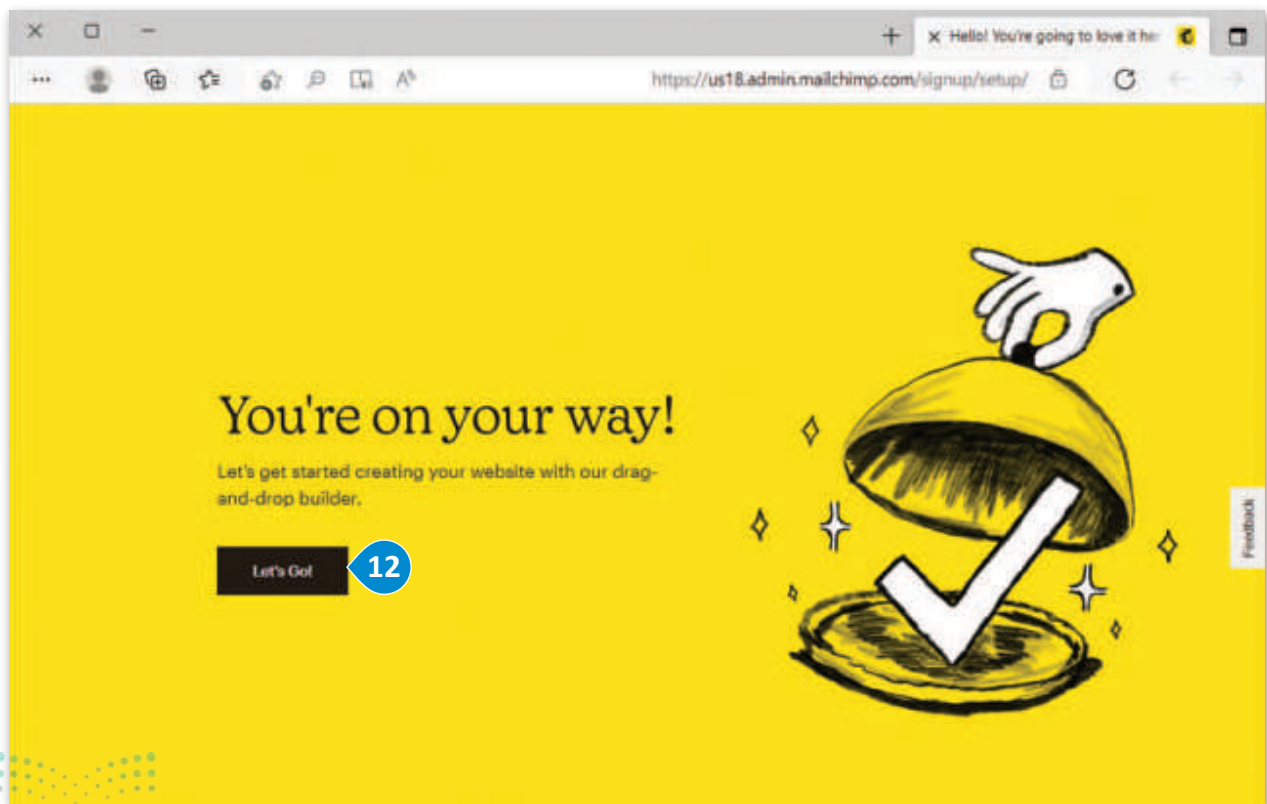 Hello! You're going to love it her
https://us18.admin.mailchimp.com/signup/setup/
You're on your way!
Let's get started creating your website with our drag-
and-drop builder.
Let's Go!
12
Feedback